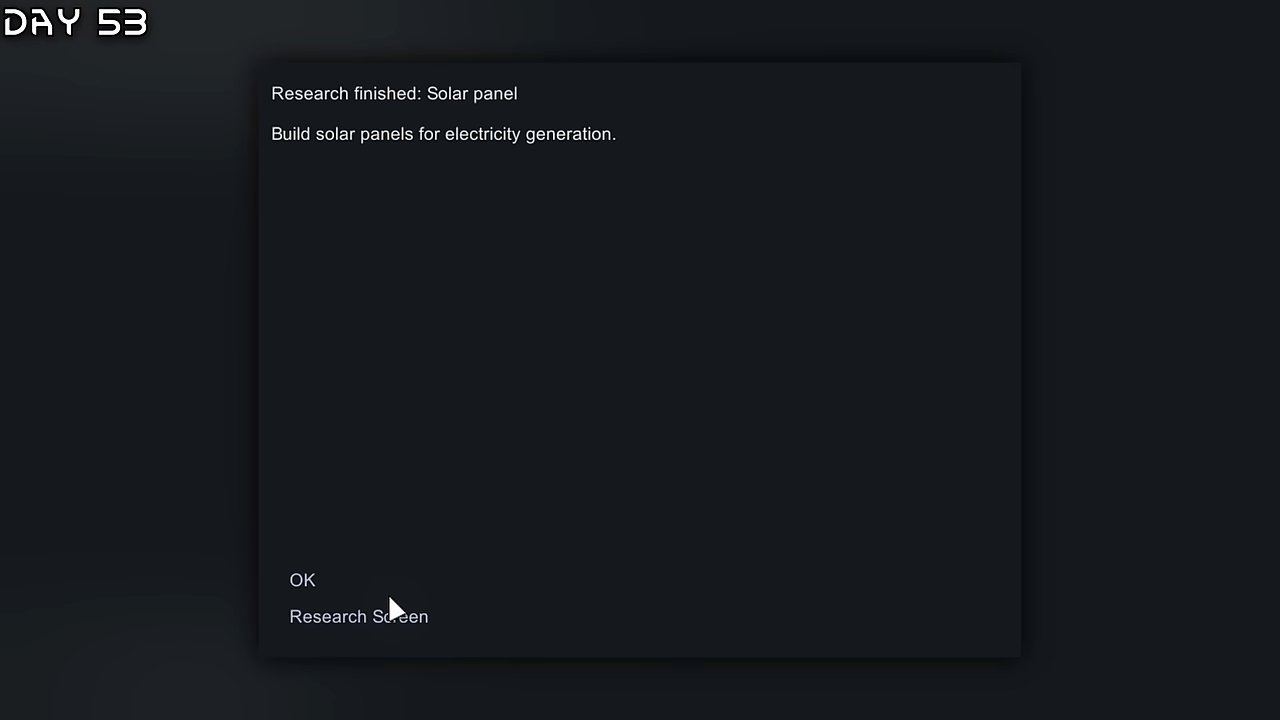 DAY 53
Research finished: Solar panel
Build solar panels for electricity generation.
OK
Research Screen